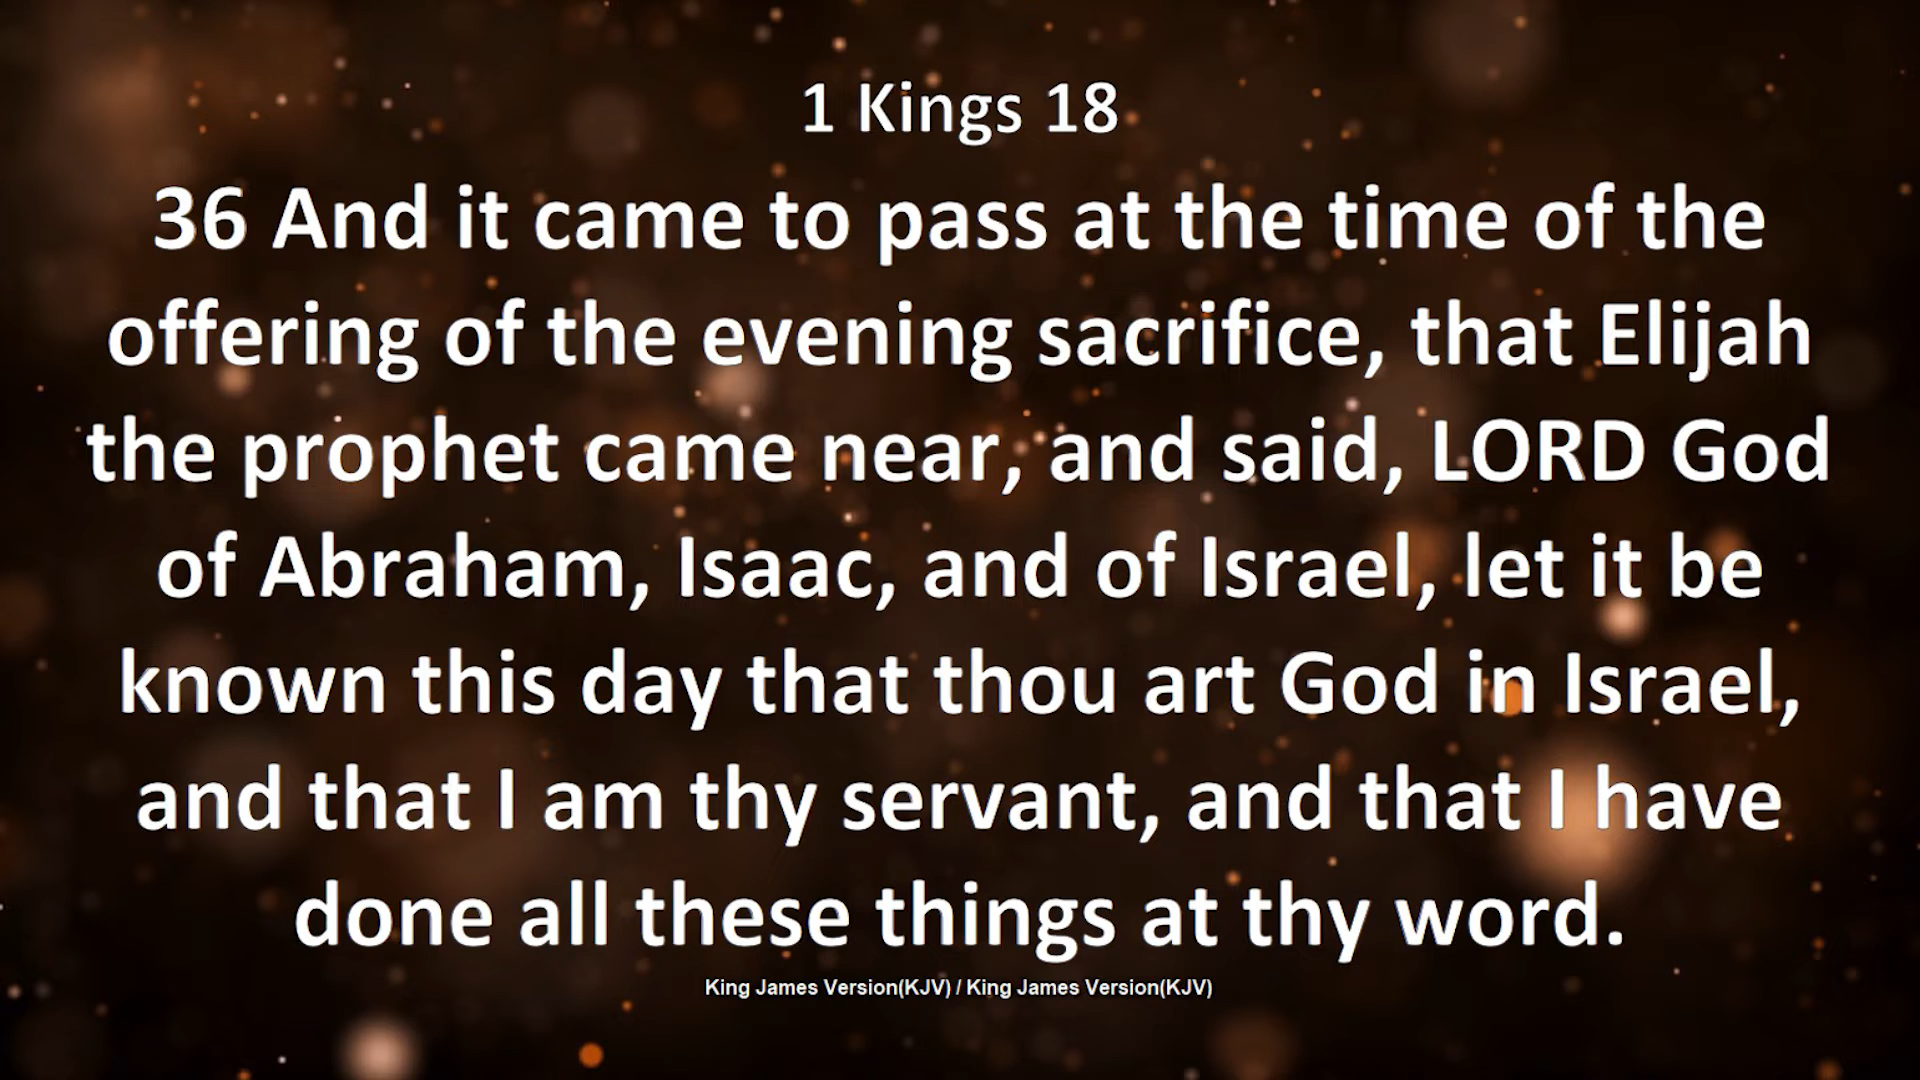 1 Kings 18
36 And it came to pass at the time of the
offering of the evening sacrifice, that Elijah
the prophet came near, and said, LORD God
of Abraham, Isaac, and of Israel, let it be
known this day that thou art God in Israel,
and that I am thy servant, and that I have
done all these things at thy word.
King James Version(KJV) / King James Version(KJV)